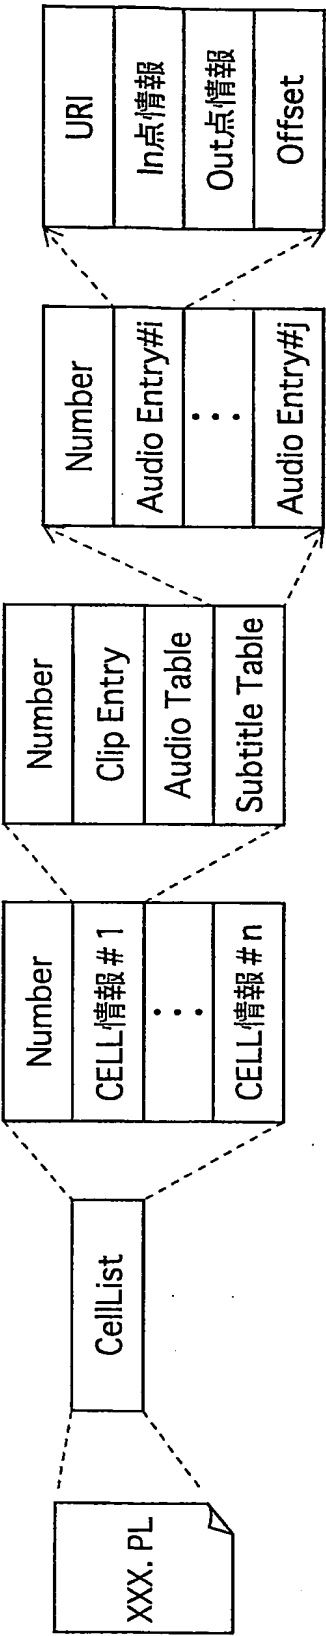 XXX. PL
CellList
Number
CELL情報#1
⋮
CELL情報#n
Number
Clip Entry
Audio Table
Subtitle Table
Number
Audio Entry#i
⋮
Audio Entry#j
URI
In点情報
Out点情報
Offset